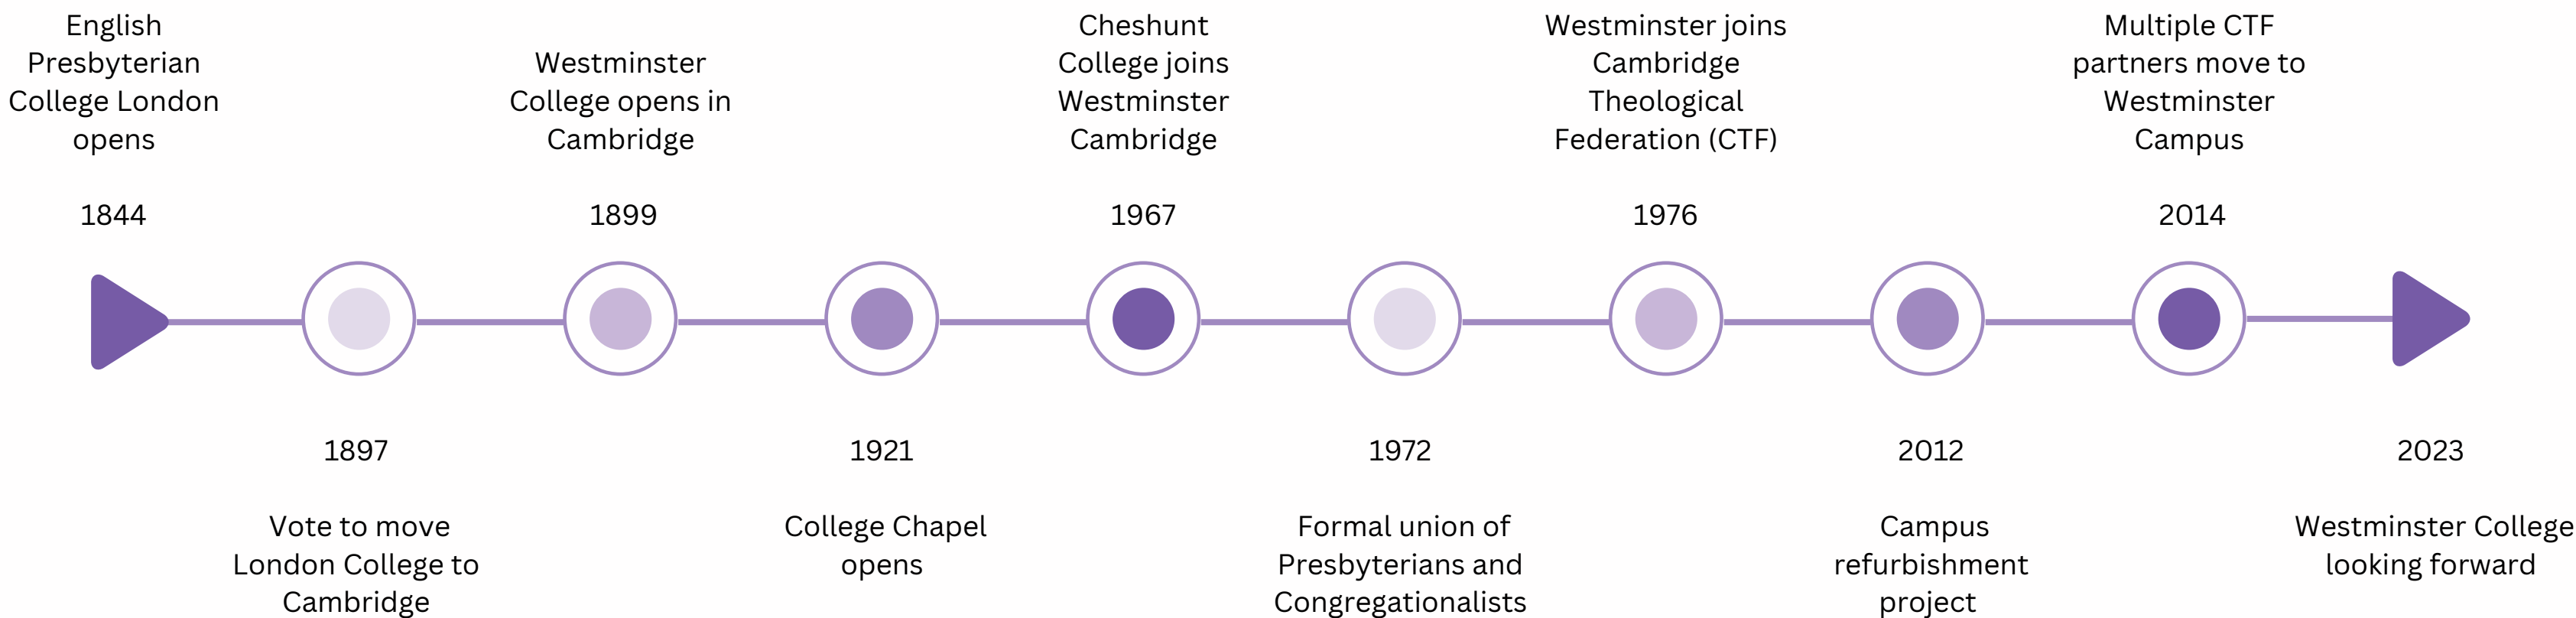 English
Presbyterian
College London
opens
1844
1897
Vote to move
London College to
Cambridge
Westminster
College opens in
Cambridge
1899
1921
College Chapel
opens
Cheshunt
College joins
Westminster
Cambridge
1967
1972
Formal union of
Presbyterians and
Congregationalists
Westminster joins
Cambridge
Theological
Federation (CTF)
1976
2012
Campus
refurbishment
project
Multiple CTF
partners move to
Westminster
Campus
2014
2023
Westminster College
looking forward